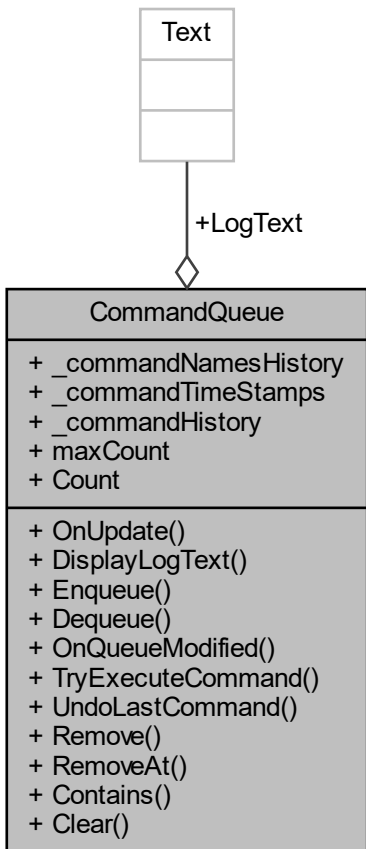 Text
+LogText
CommandQueue
+ _commandNamesHistory
+ _commandTimeStamps
+ _commandHistory
+ maxCount
+ Count
+ OnUpdate()
+ DisplayLogText()
+ Enqueue()
+ Dequeue()
+ OnQueueModified()
+ TryExecuteCommand()
+ UndoLastCommand()
+ Remove()
+ RemoveAt()
+ Contains()
+ Clear()